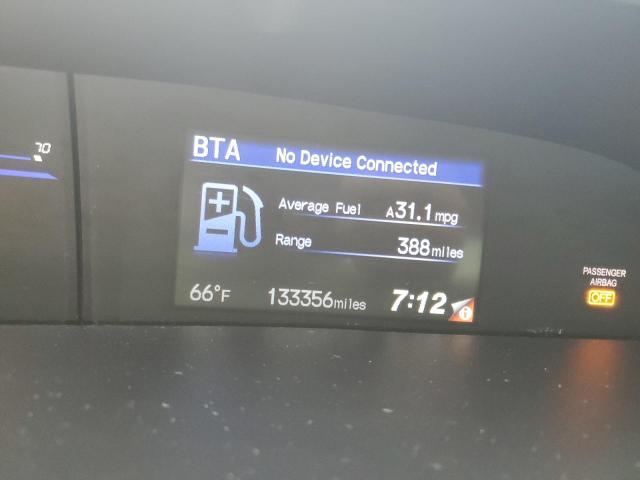 70
BTA No Device Connected
Average Fuel A31.1mpg
Range 388miles
66°F 133356miles 7:12 i
PASSENGER
AIRBAG
OFF